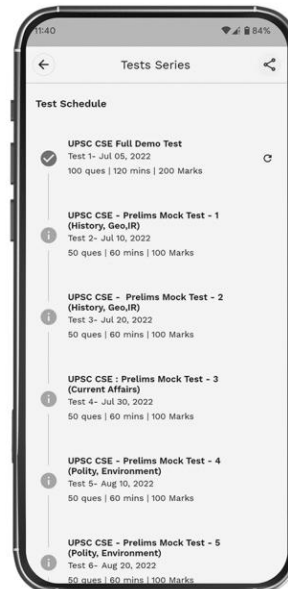 11:40
84%
Tests Series
Test Schedule
UPSC CSE Full Demo Test
Test 1- Jul 05, 2022
100 ques | 120 mins | 200 Marks
UPSC CSE - Prelims Mock Test - 1
(History, Geo,IR)
Test 2- Jul 10, 2022
50 ques | 60 mins | 100 Marks
UPSC CSE - Prelims Mock Test - 2
(History, Geo,IR)
Test 3- Jul 20, 2022
50 ques | 60 mins | 100 Marks
UPSC CSE : Prelims Mock Test - 3
(Current Affairs)
Test 4- Jul 30, 2022
50 ques | 60 mins | 100 Marks
UPSC CSE - Prelims Mock Test - 4
(Polity, Environment)
Test 5- Aug 10, 2022
50 ques | 60 mins | 100 Marks
UPSC CSE - Prelims Mock Test - 5
(Polity, Environment)
Test 6- Aug 20, 2022
50 ques | 60 mins | 100 Marks